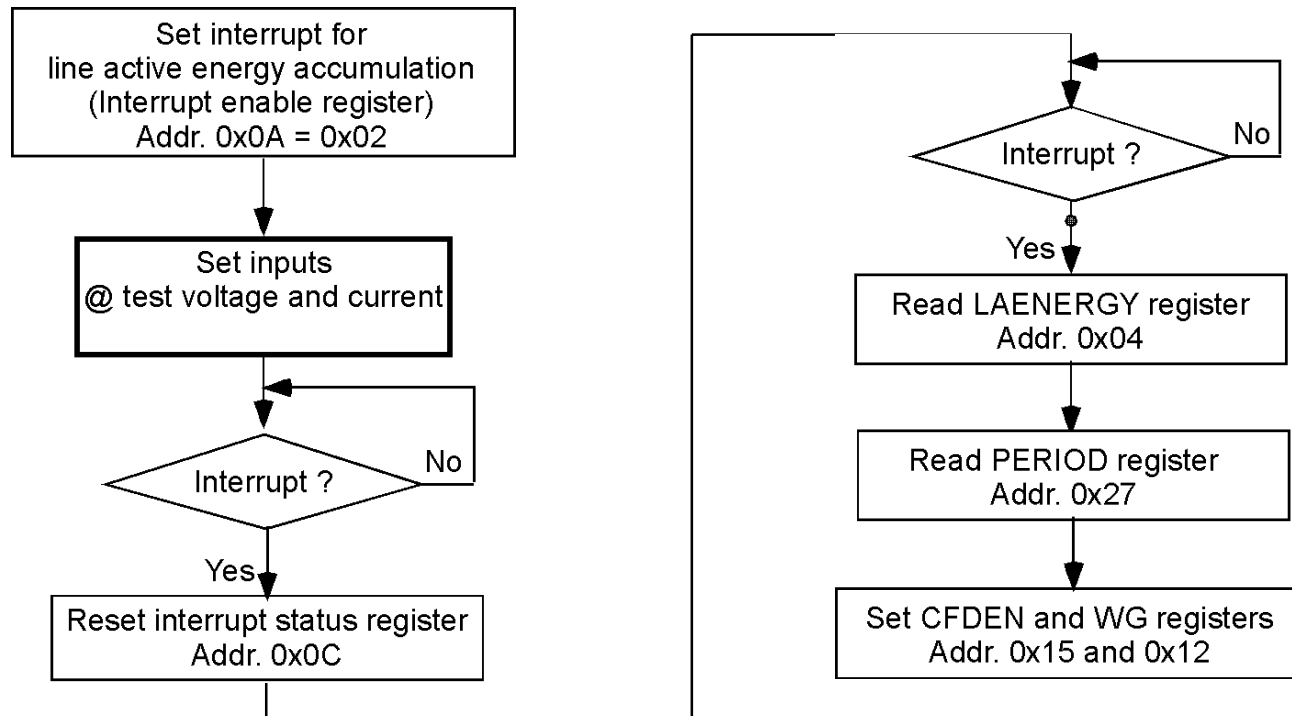 Set interrupt for
line active energy accumulation
(Interrupt enable register)
Addr. 0x0A = 0x02
Set inputs
@ test voltage and current
Interrupt ?
No
Yes
Reset interrupt status register
Addr. 0x0C
Interrupt ?
No
Yes
Read LAENERGY register
Addr. 0x04
Read PERIOD register
Addr. 0x27
Set CFDEN and WG registers
Addr. 0x15 and 0x12